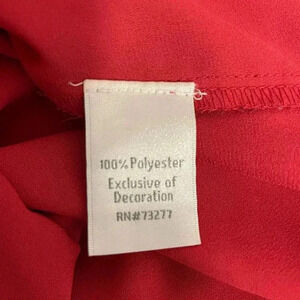 100% Polyester
Exclusive of
Decoration
RN#73277